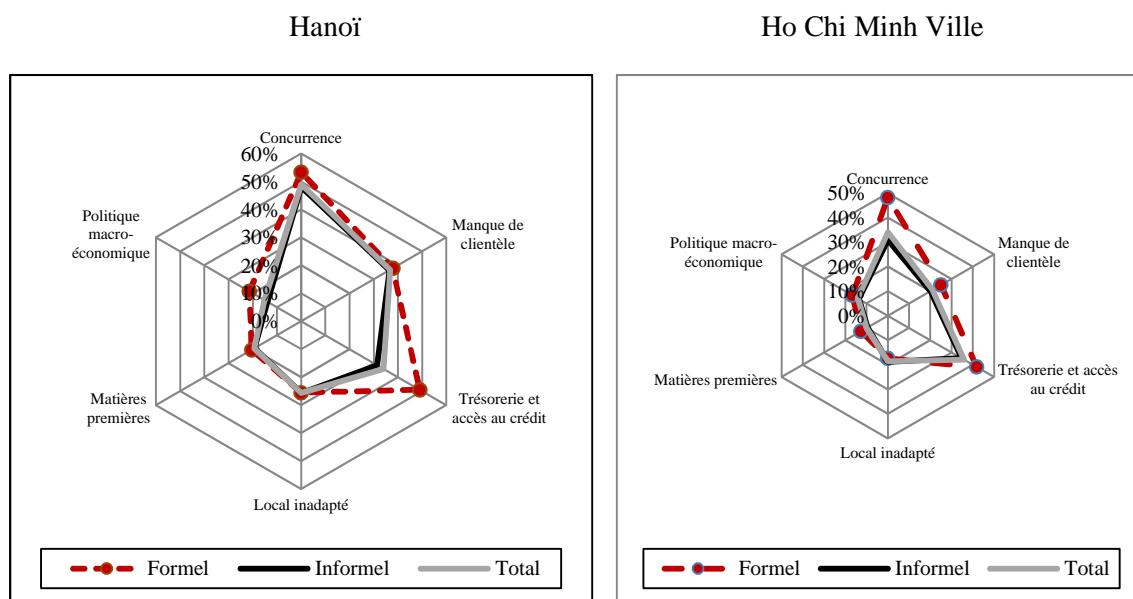 Hanoï
Concurrence
60%
50%
40%
30%
20%
10%
0%
Manque de
clientèle
Trésorerie et
accès au crédit
Local inadapté
Matières
premières
Politique
macro-
économique
Formel
Informel
Total
Ho Chi Minh Ville
Concurrence
50%
40%
30%
20%
10%
0%
Manque de
clientèle
Trésorerie et accès
au crédit
Local inadapté
Matières premières
Politique macro-
économique
Formel
Informel
Total